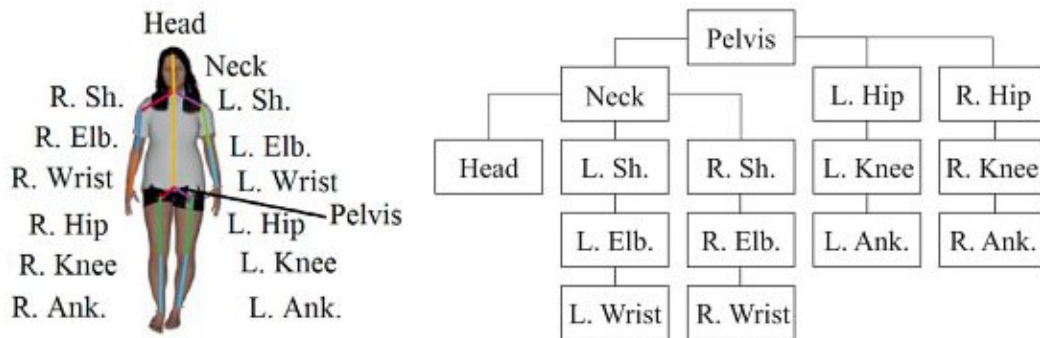 Head
Neck
R. Sh.
L. Sh.
R. Elb.
L. Elb.
R. Wrist
L. Wrist
Pelvis
R. Hip
L. Hip
R. Knee
L. Knee
R. Ank.
L. Ank.
Pelvis
Neck
L. Hip
R. Hip
Head
L. Sh.
R. Sh.
L. Knee
R. Knee
L. Elb.
R. Elb.
L. Ank.
R. Ank.
L. Wrist
R. Wrist